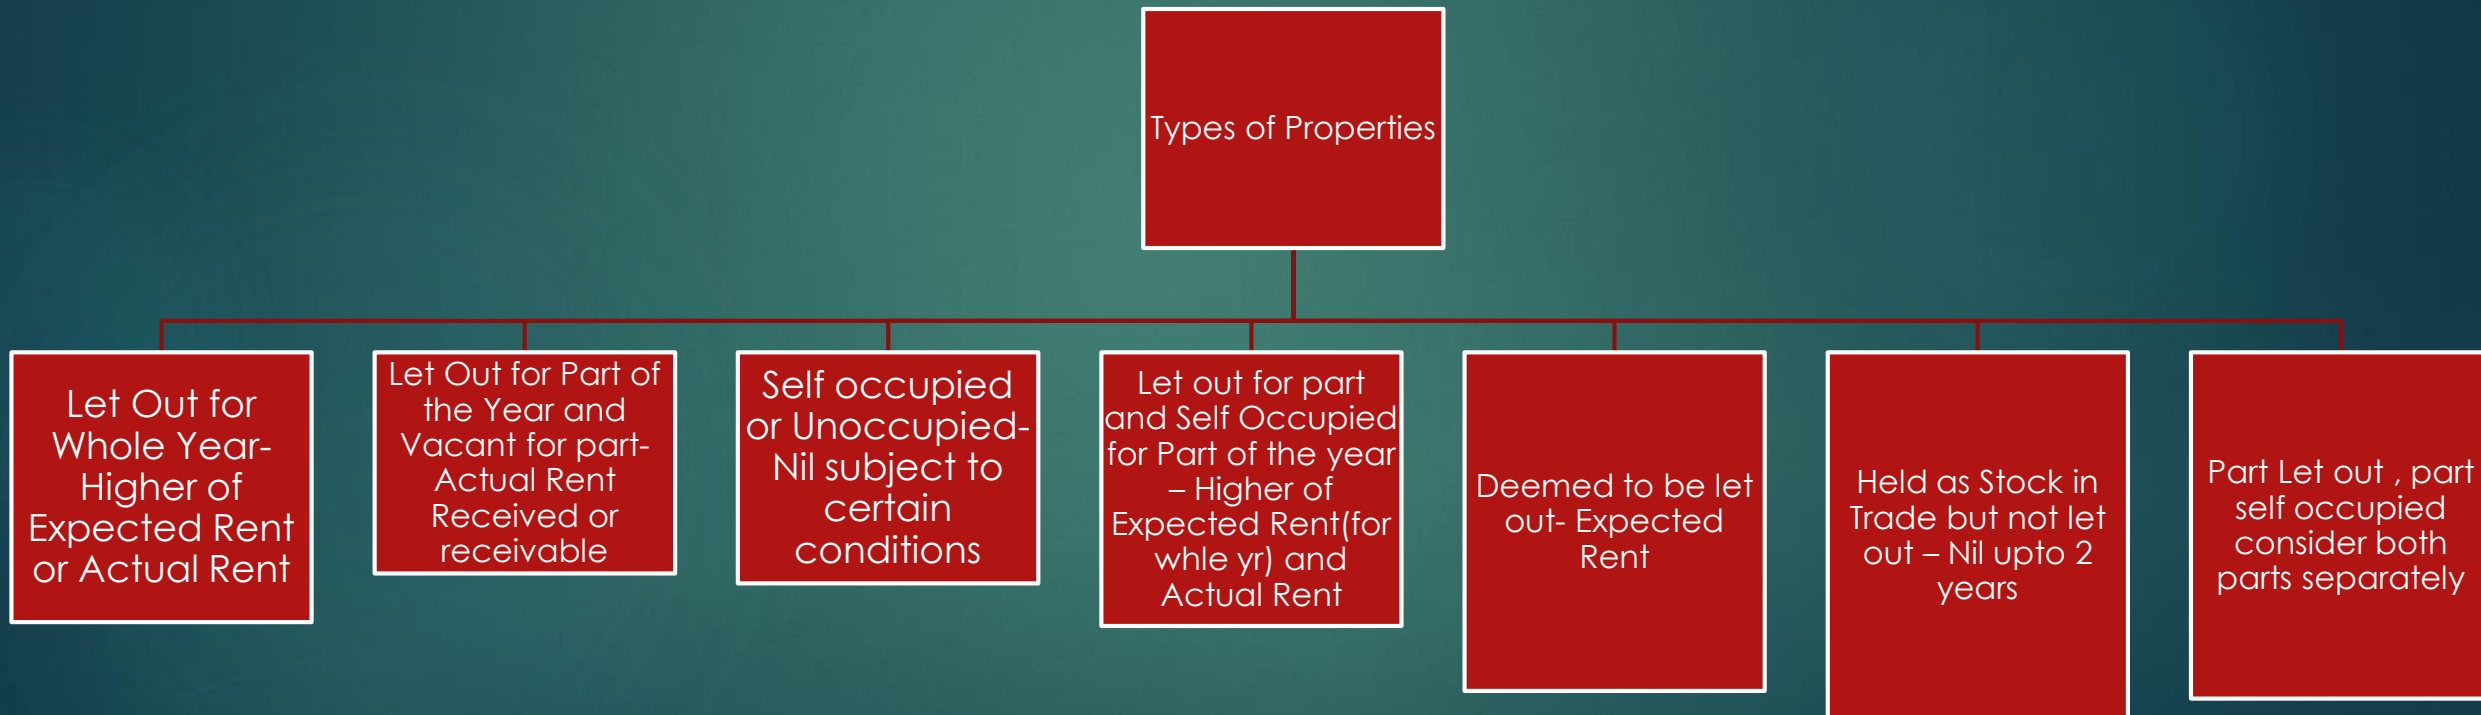 Types of Properties
Let Out for
Whole Year-
Higher of
Expected Rent
or Actual Rent
Let Out for Part of
the Year and
Vacant for part-
Actual Rent
Received or
receivable
Self occupied
or Unoccupied-
Nil subject to
certain
conditions
Let out for part
and Self Occupied
for Part of the year
– Higher of
Expected Rent(for
whle yr) and
Actual Rent
Deemed to be let
out- Expected
Rent
Held as Stock in
Trade but not let
out – Nil upto 2
years
Part Let out , part
self occupied
consider both
parts separately